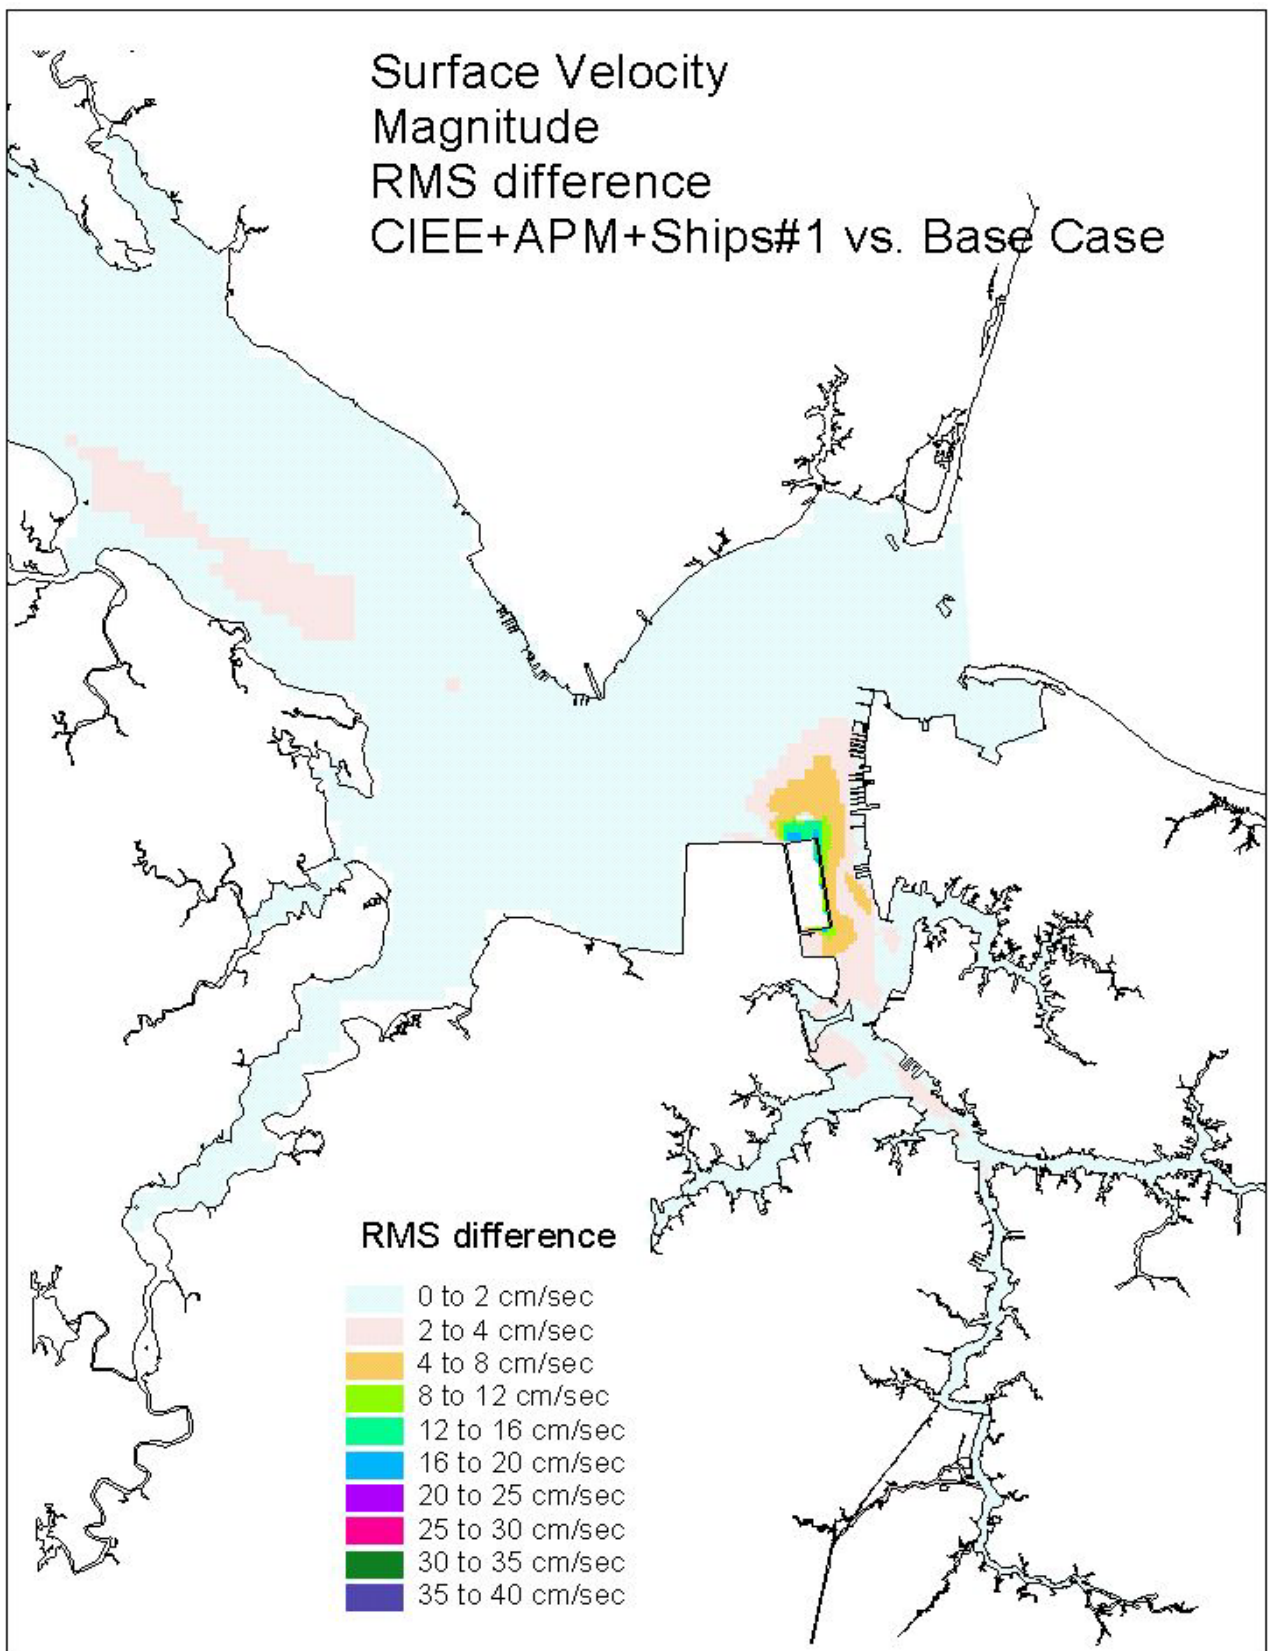 Surface Velocity
Magnitude
RMS difference
CIEE+APM+Ships#1 vs. Base Case
RMS difference
0 to 2 cm/sec
2 to 4 cm/sec
4 to 8 cm/sec
8 to 12 cm/sec
12 to 16 cm/sec
16 to 20 cm/sec
20 to 25 cm/sec
25 to 30 cm/sec
30 to 35 cm/sec
35 to 40 cm/sec